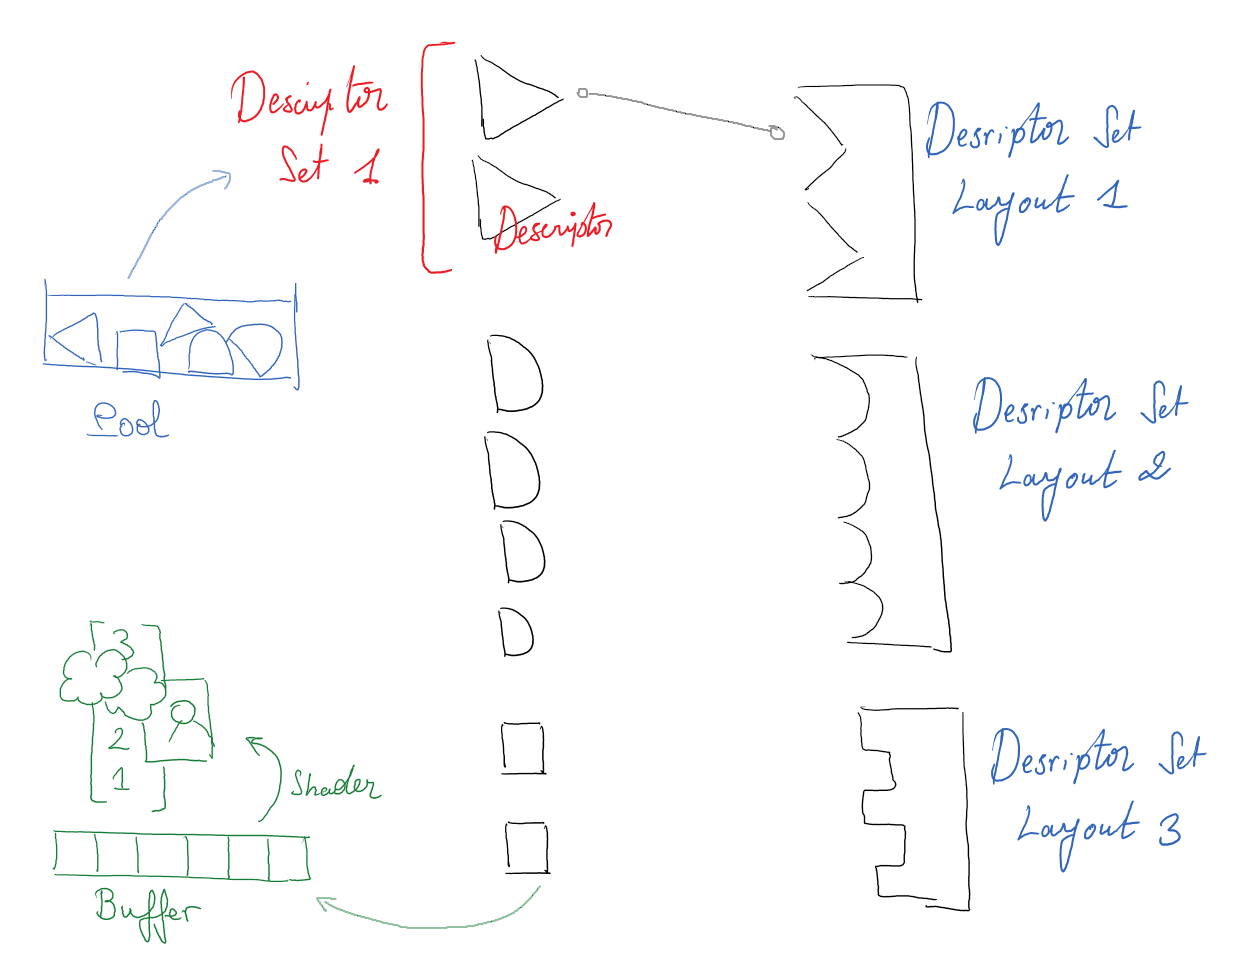 Descriptor
Set 1
Descriptor
Desriptor Set
Layout 1
Pool
Desriptor Set
Layout 2
3
2
1
Shader
Buffer
Desriptor Set
Layout 3